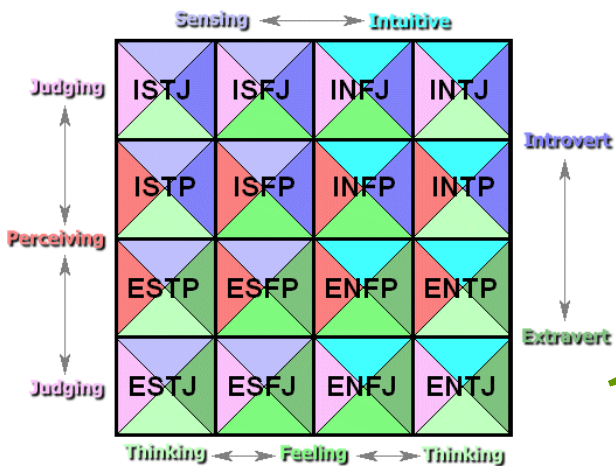 Sensing Intuitive
Judging ISTJ ISFJ INFJ INTJ
Introvert
ISTP ISFP INFP INTP
Perceiving
ESTP ESFP ENFP ENTP
Extravert
Judging ESTJ ESFJ ENFJ ENTJ
Thinking Feeling Thinking